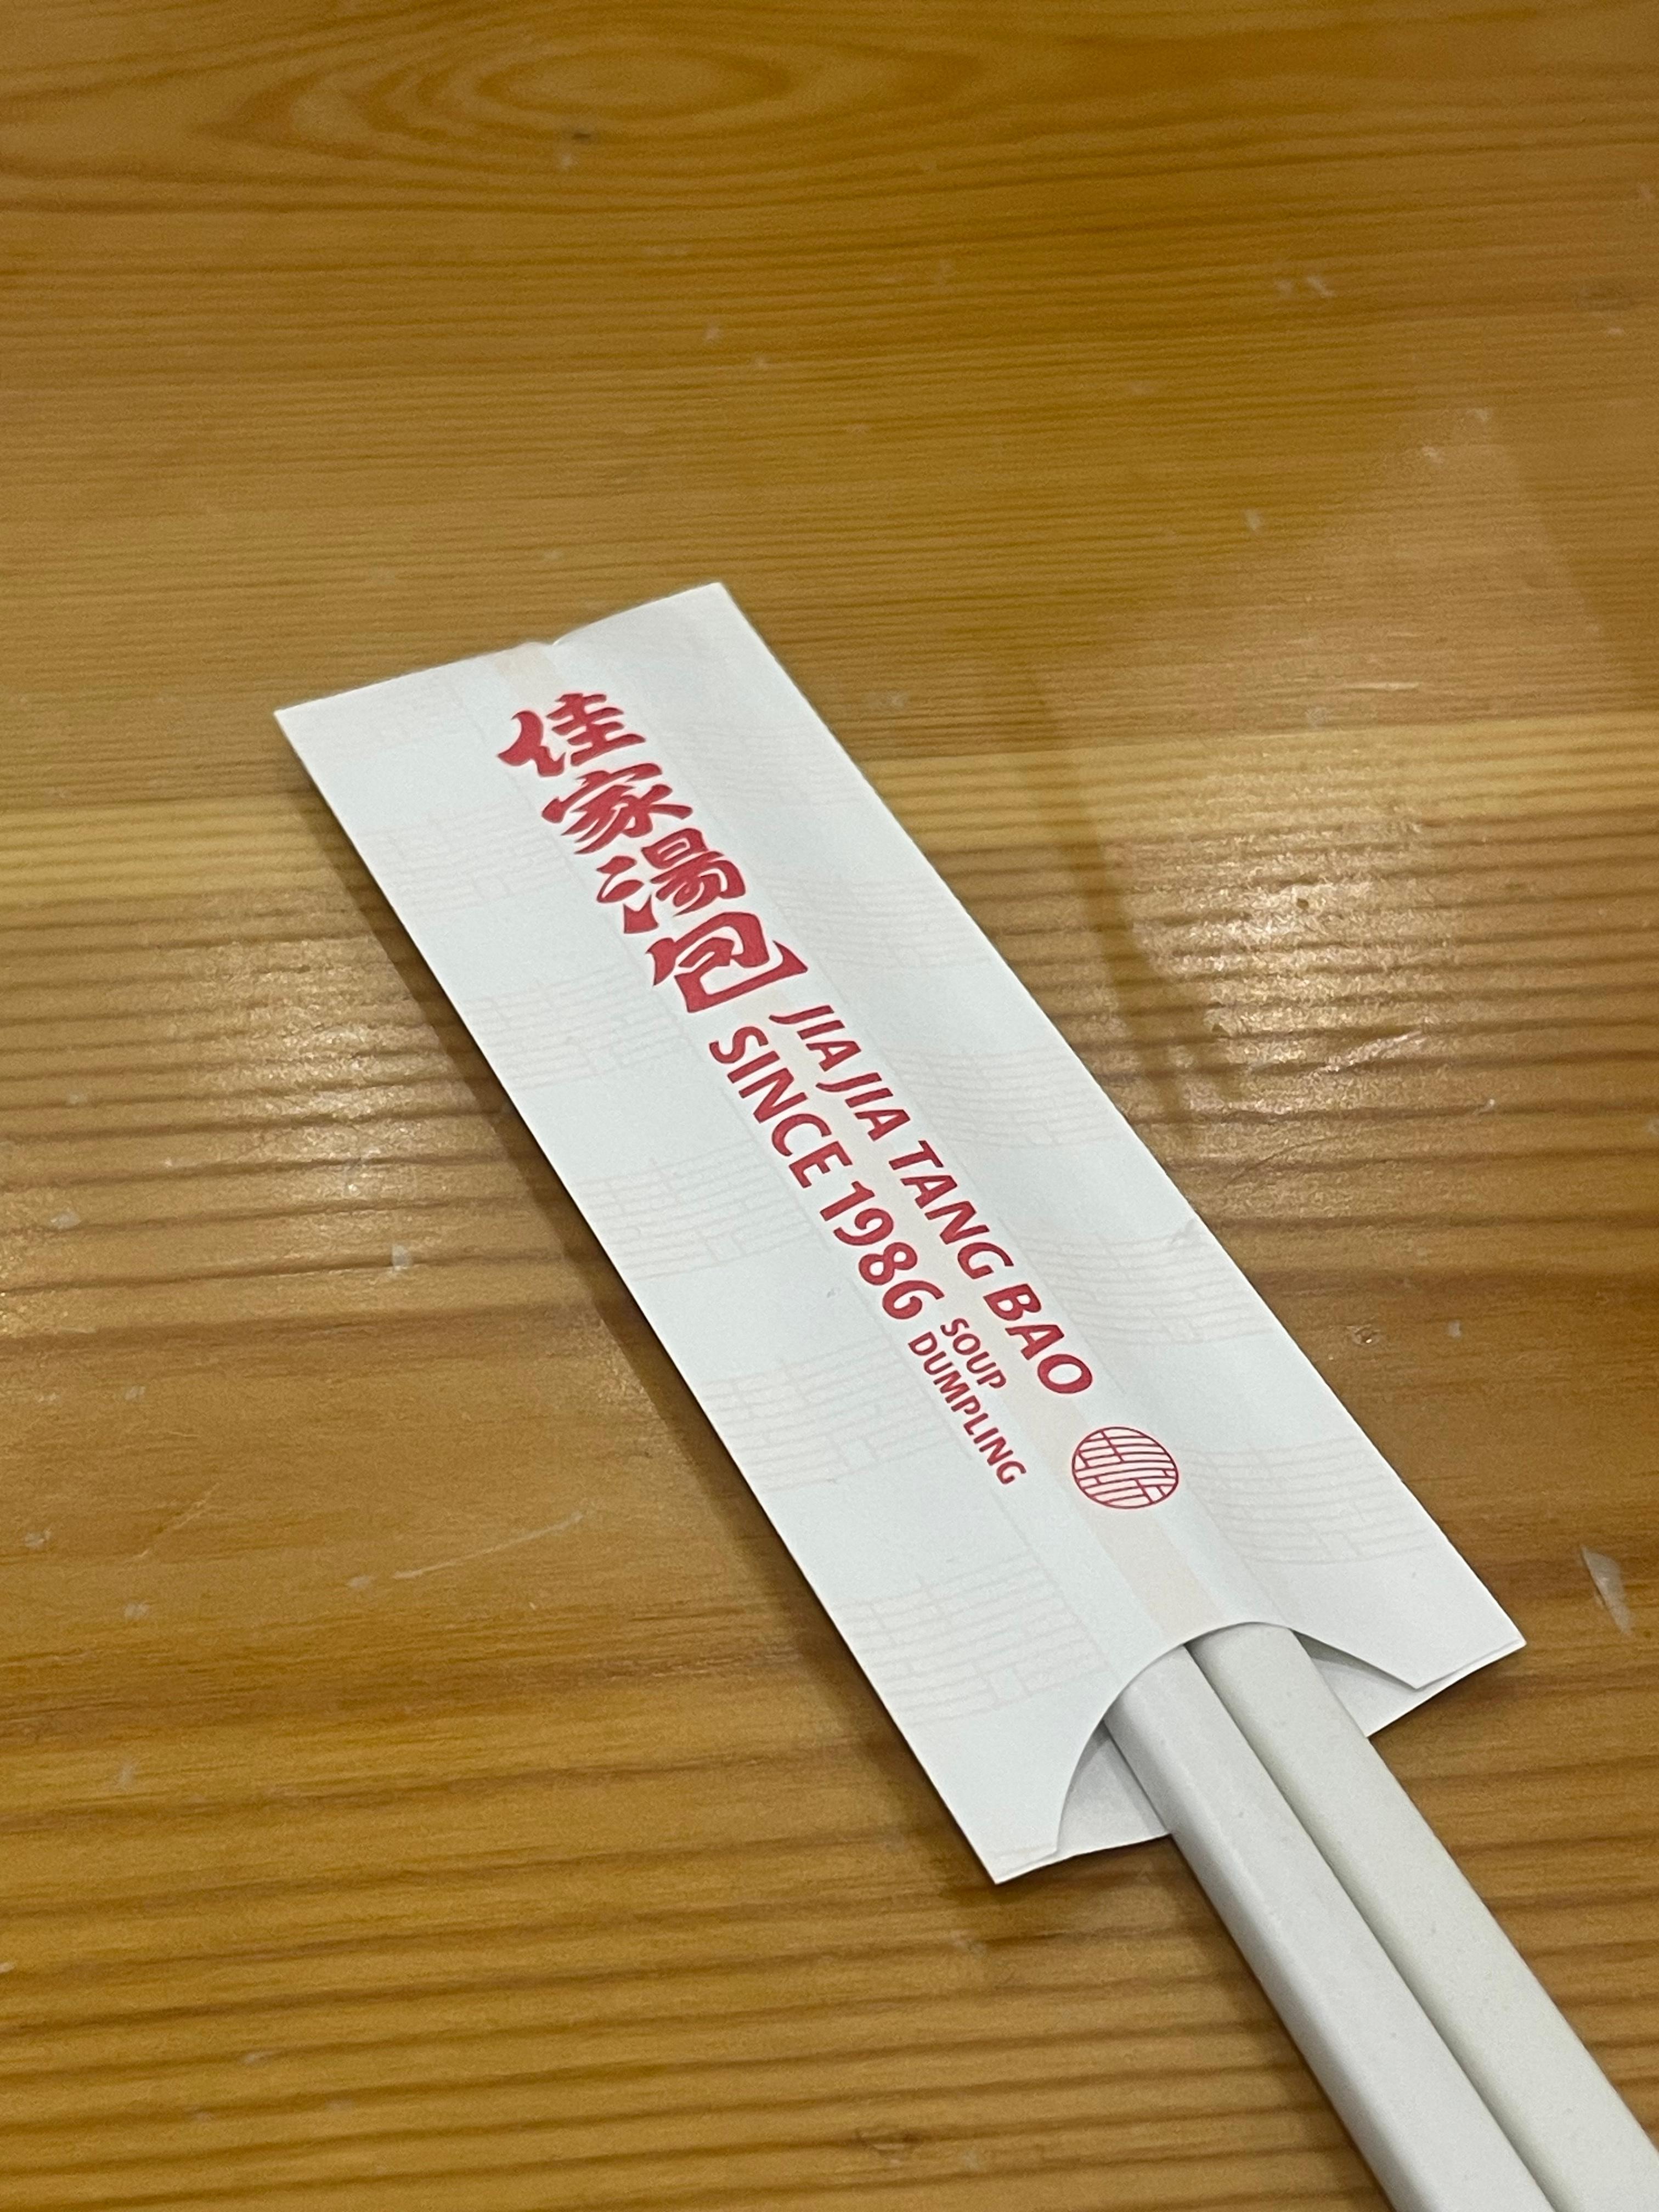 佳家湯包
JIA JIA TANG BAO
SINCE 1986
SOUP
DUMPLING